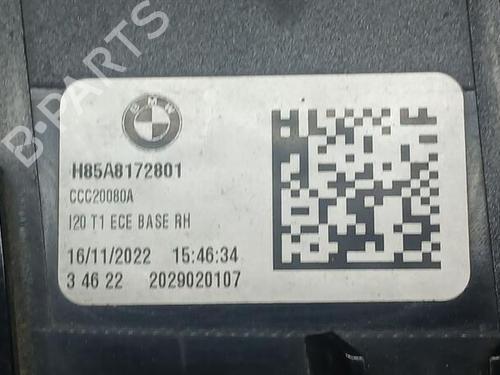 B-PARTS
BMW
H85A8172801
CCC20080A
I20 T1 ECE BASE RH
16/11/2022 15:46:34
3 46 22 2029020107